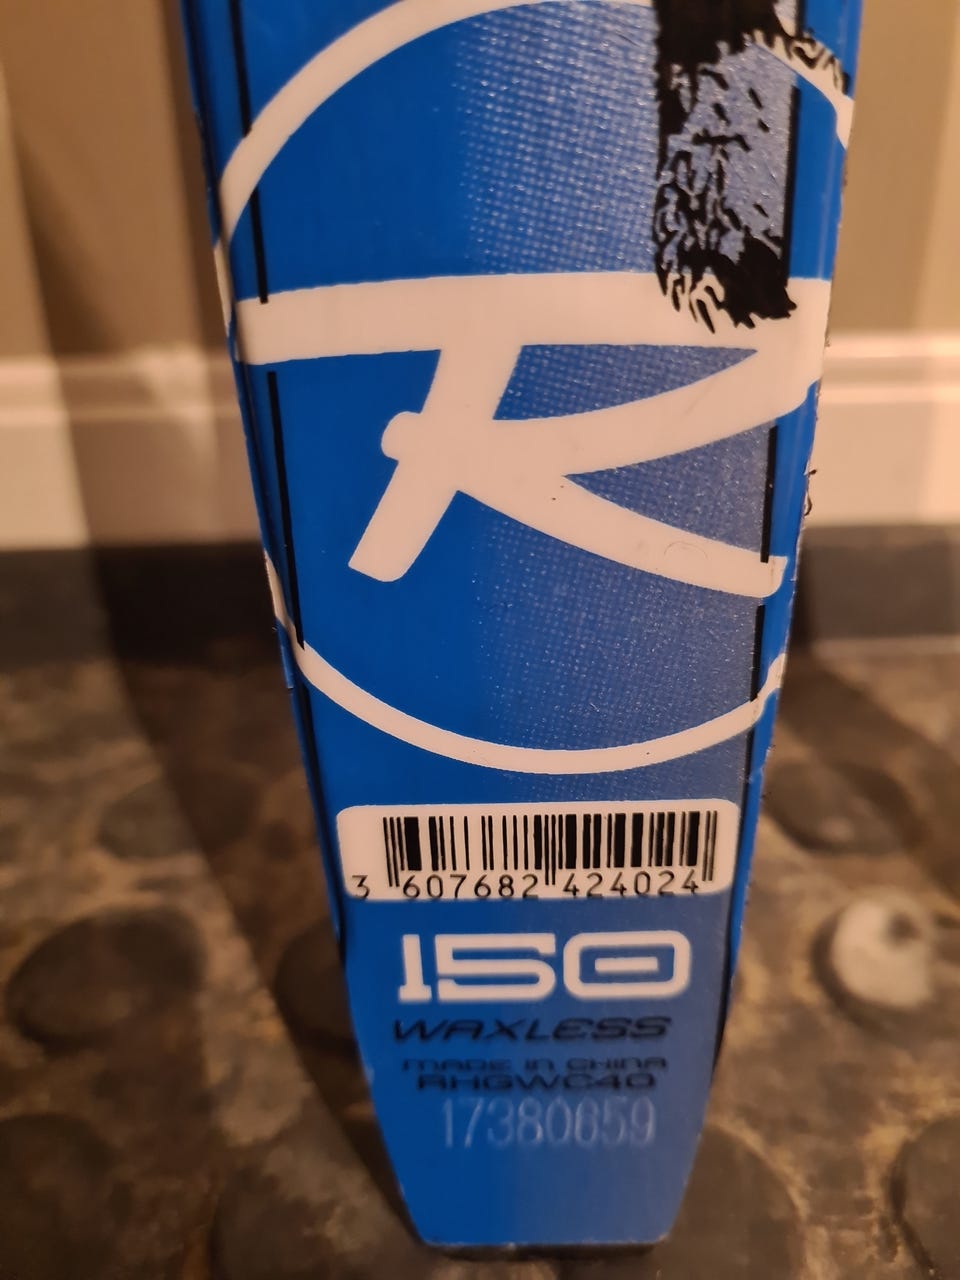 R
3 607682 424024
150
WAXLESS
MADE IN CHINA
RHGWC40
17380659